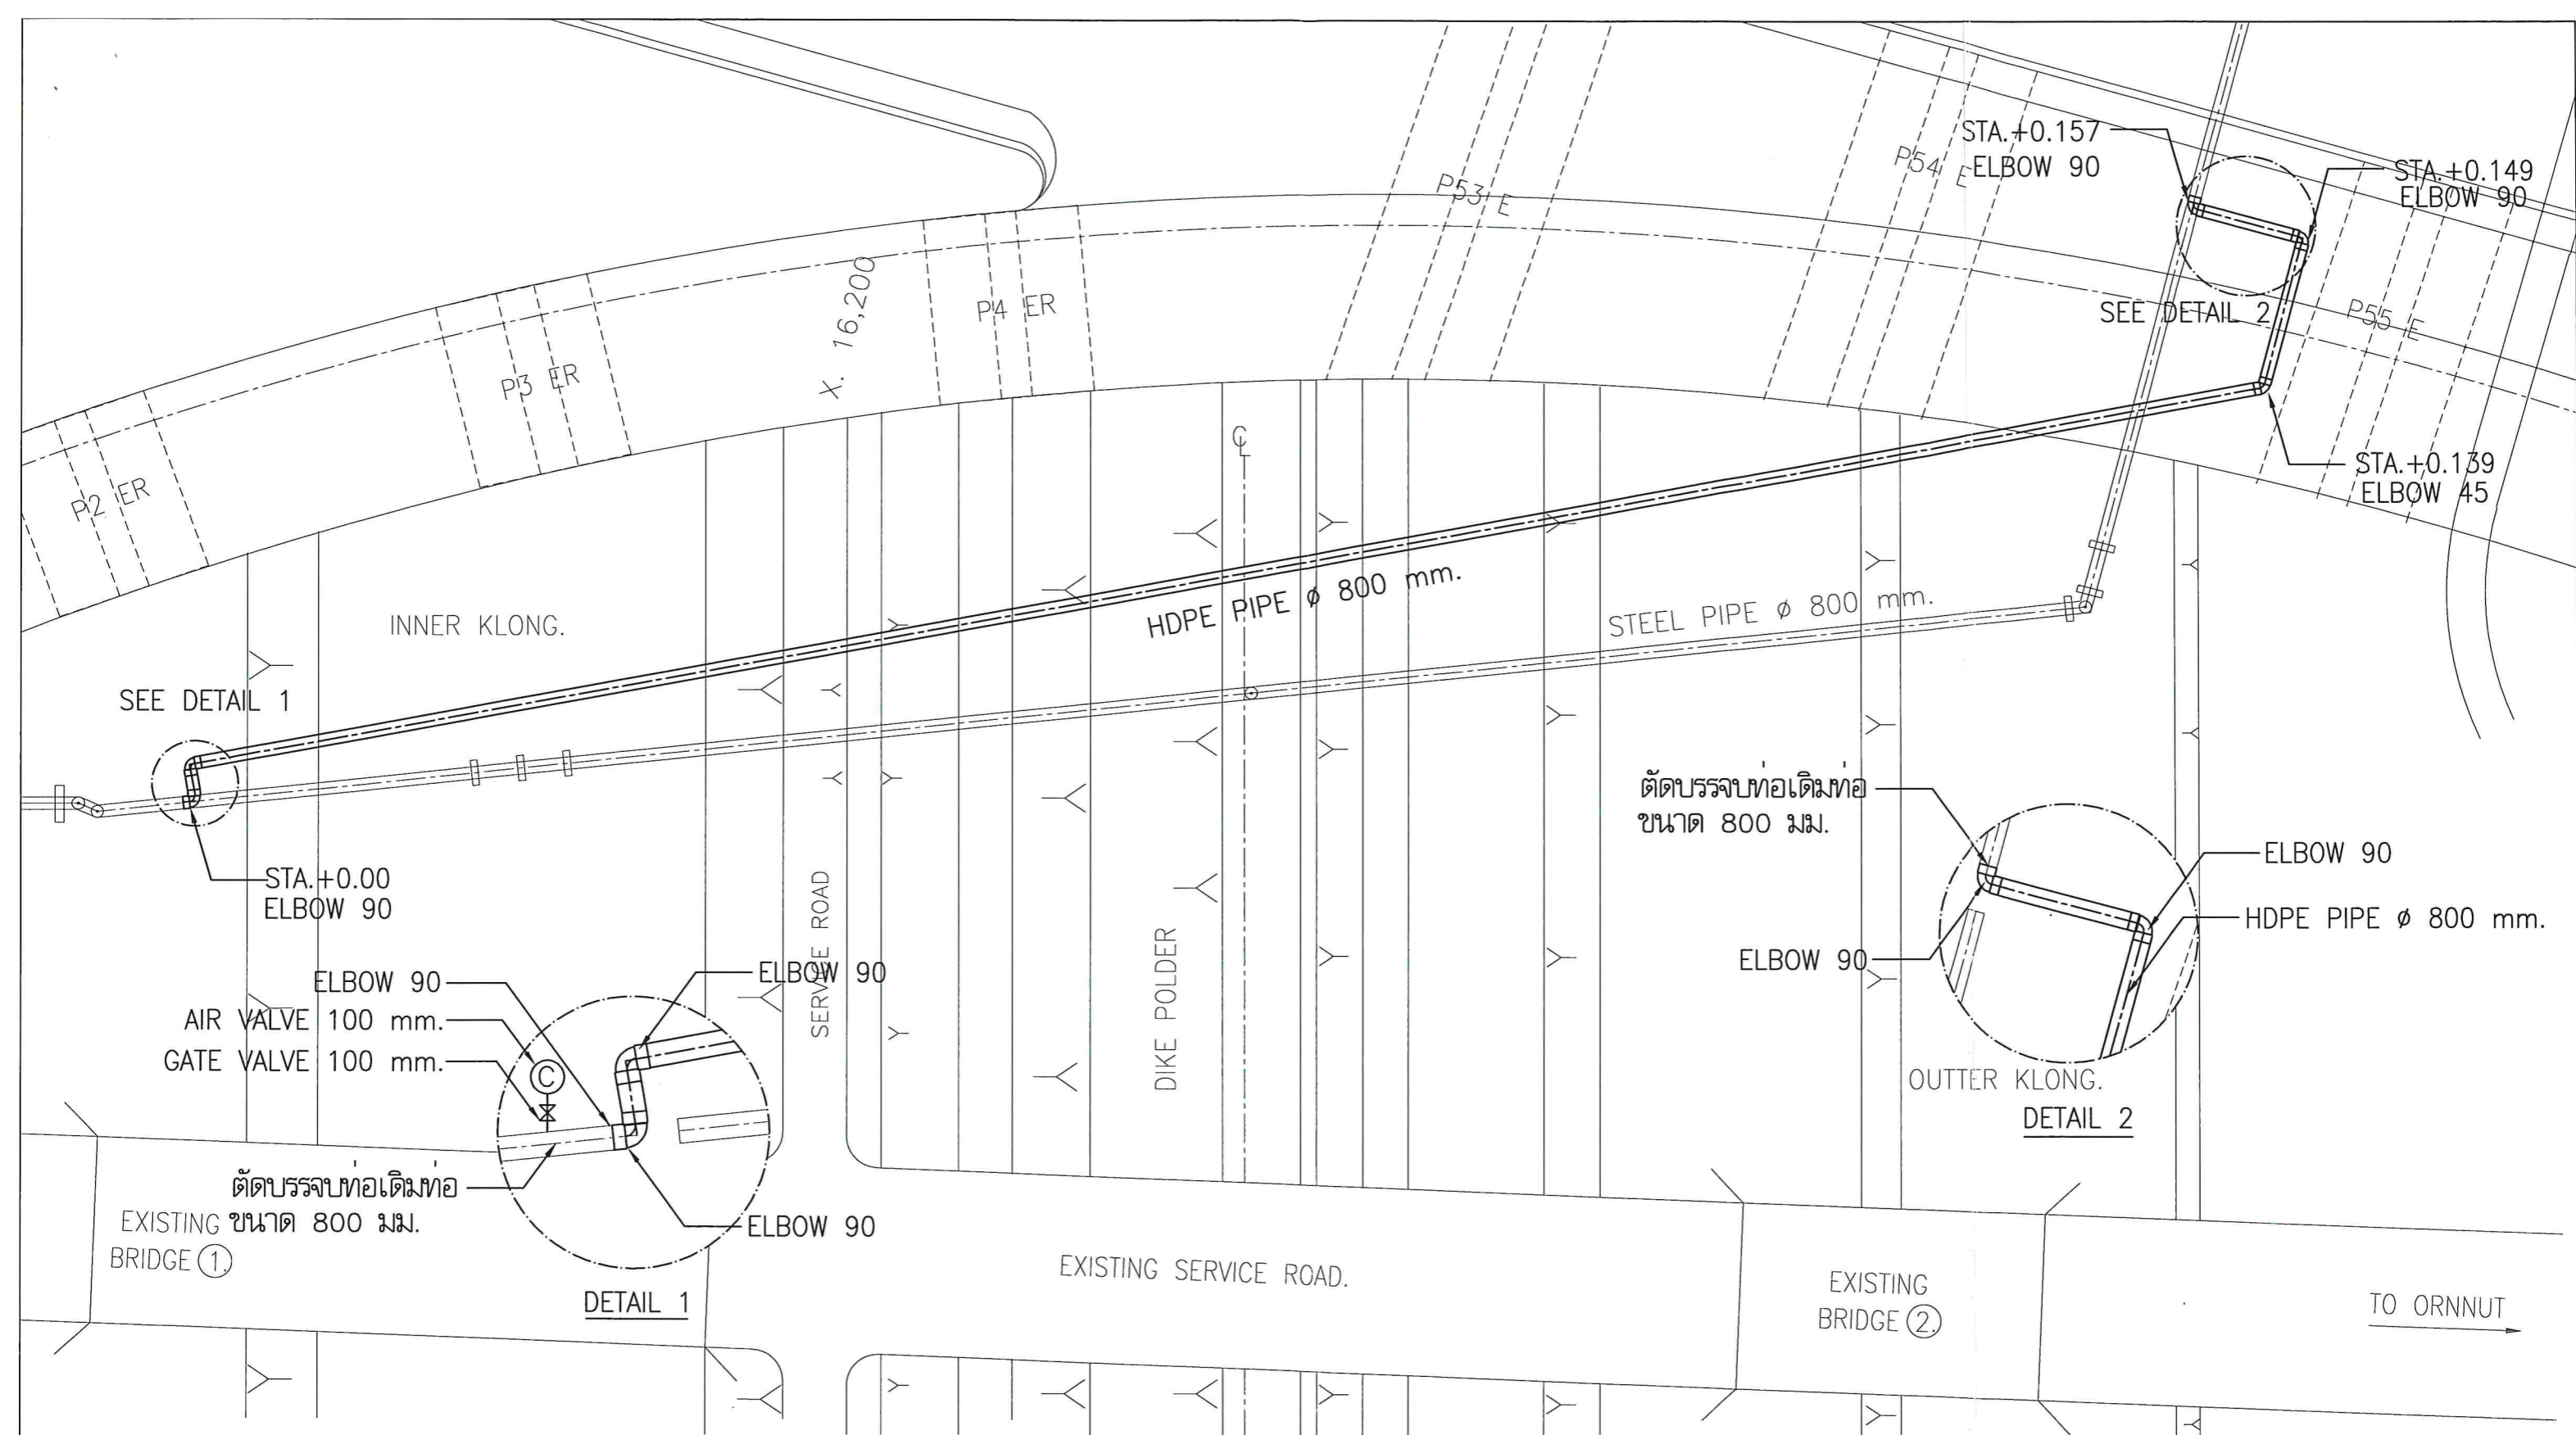 STA.+0.157
ELBOW 90
STA.+0.149
ELBOW 90
P54 E
P53 E
SEE DETAIL 2
P55 E
X. 16,200
P4 ER
P3 ER
P2 ER
STA.+0.139
ELBOW 45
℄
HDPE PIPE ø 800 mm.
STEEL PIPE ø 800 mm.
INNER KLONG.
SEE DETAIL 1
STA.+0.00
ELBOW 90
ตัดบรรจบท่อเดิมท่อ
ขนาด 800 มม.
ELBOW 90
HDPE PIPE ø 800 mm.
ELBOW 90
OUTTER KLONG.
DETAIL 2
SERVICE ROAD
DIKE POLDER
ELBOW 90
ELBOW 90
AIR VALVE 100 mm.
GATE VALVE 100 mm.
C
ตัดบรรจบท่อเดิมท่อ
ขนาด 800 มม.
ELBOW 90
DETAIL 1
EXISTING
BRIDGE 1.
EXISTING SERVICE ROAD.
EXISTING
BRIDGE 2.
TO ORNNUT